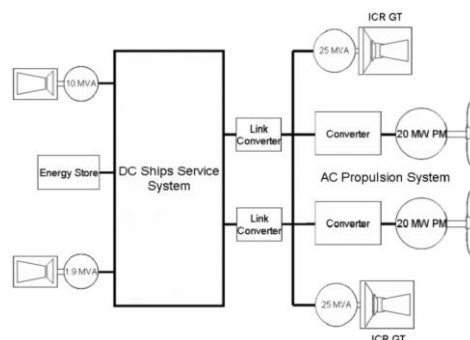 ICR GT
25 MVA
10 MVA
Link
Converter
Converter
20 MW PM
Energy Store
DC Ships Service
System
AC Propulsion System
Link
Converter
Converter
20 MW PM
1.9 MVA
25 MVA
ICR GT